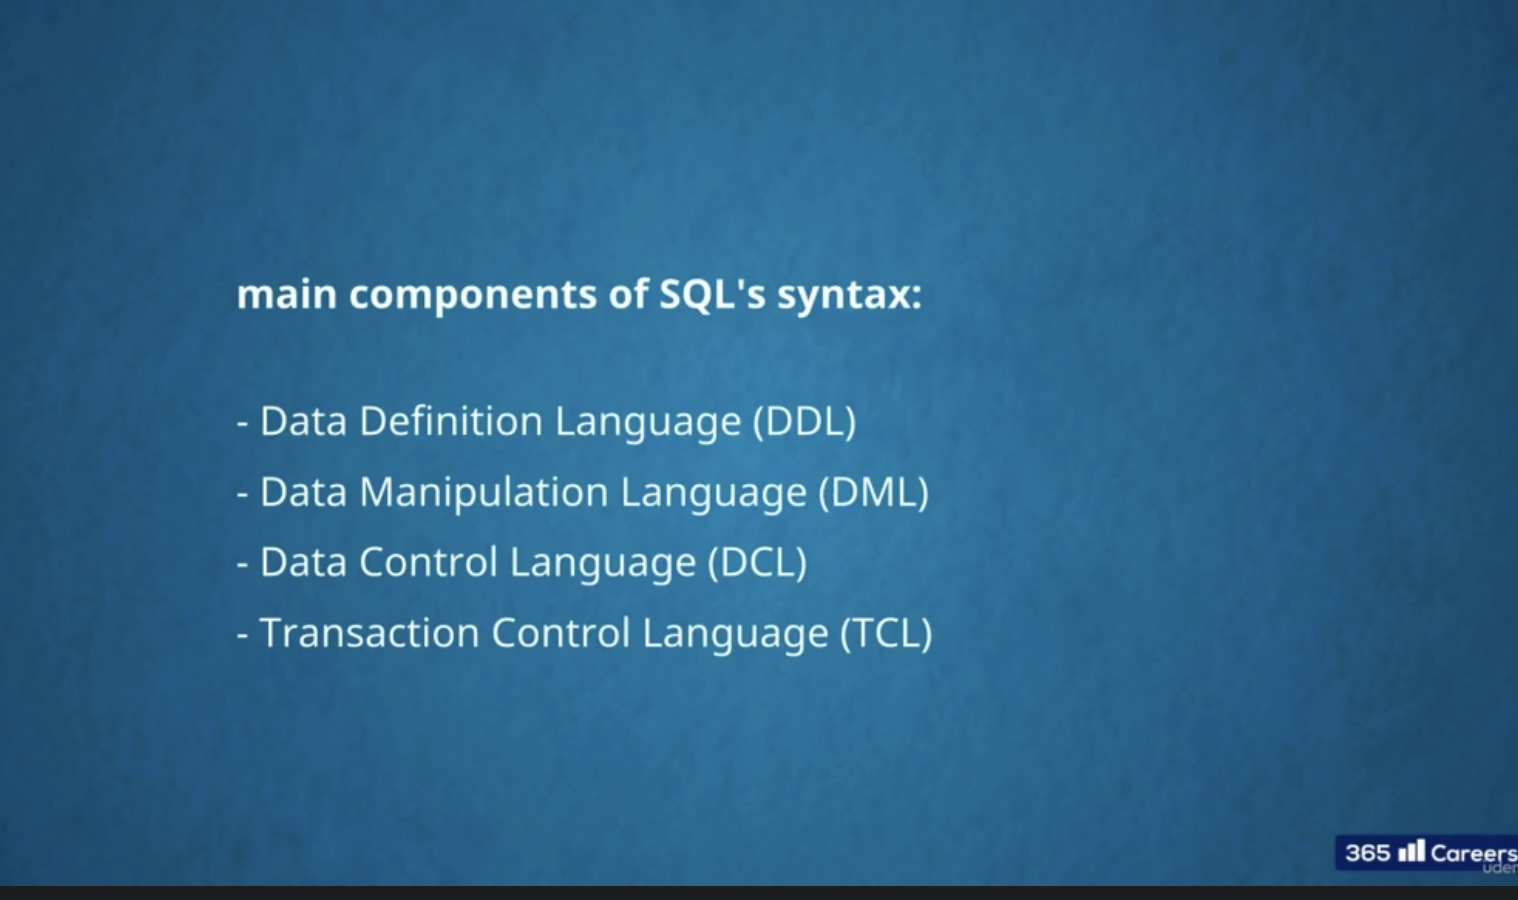 main components of SQL's syntax:
- Data Definition Language (DDL)
- Data Manipulation Language (DML)
- Data Control Language (DCL)
- Transaction Control Language (TCL)
365 Careers